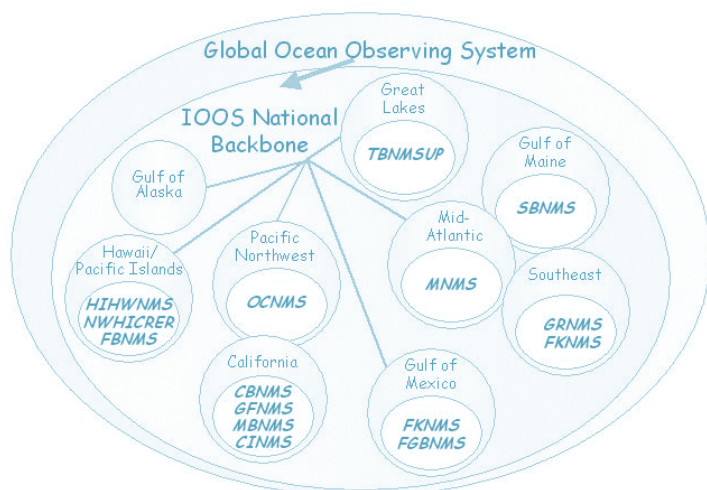 Global Ocean Observing System
IOOS National
Backbone
Great
Lakes
TBNMSUP
Gulf of
Maine
SBNMS
Gulf of
Alaska
Mid-
Atlantic
MNMS
Hawaii/
Pacific Islands
HIHWNMS
NWHICRER
FBNMS
Pacific
Northwest
OCNMS
Southeast
GRNMS
FKNMS
California
CBNMS
GFNMS
MBNMS
CINMS
Gulf of
Mexico
FKNMS
FGBNMS